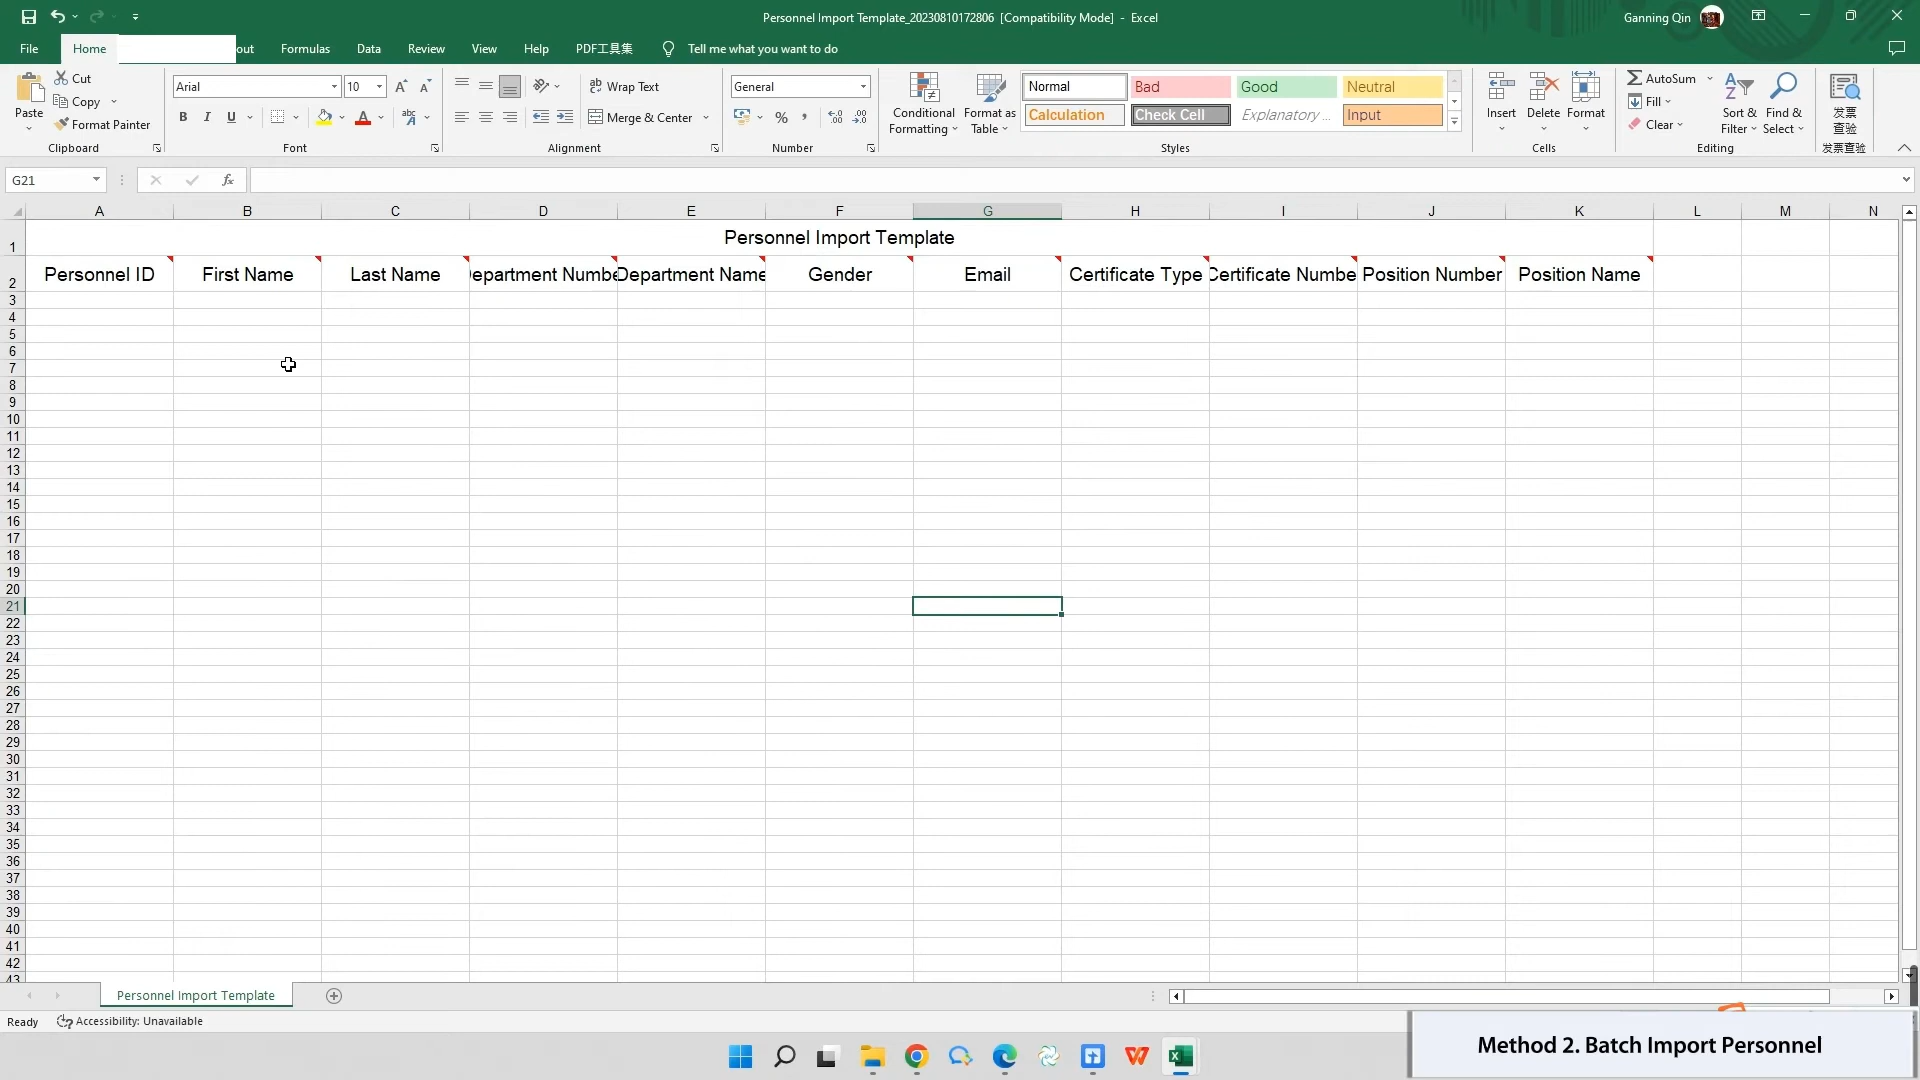 Personnel Import Template_20230810172806 [Compatibility Mode] - Excel
Ganning Qin
File Home out Formulas Data Review View Help PDF工具集 Tell me what you want to do
Paste
Cut
Copy
Format Painter
Clipboard
Arial 10
B I U
Font
Wrap Text
Merge & Center
Alignment
General
Number
Conditional Formatting
Format as Table
Normal Bad Good Neutral
Calculation Check Cell Explanatory ... Input
Styles
Insert Delete Format
Cells
AutoSum
Fill
Clear
Sort & Filter
Find & Select
Editing
发票
查验
发票查验
G21
fx
A B C D E F G H I J K L M N
1 Personnel Import Template
2 Personnel ID First Name Last Name epartment Numbe Department Name Gender Email Certificate Type Certificate Numbe Position Number Position Name
3
4
5
6
7
8
9
10
11
12
13
14
15
16
17
18
19
20
21
22
23
24
25
26
27
28
29
30
31
32
33
34
35
36
37
38
39
40
41
42
43
Personnel Import Template
Ready Accessibility: Unavailable
Method 2. Batch Import Personnel